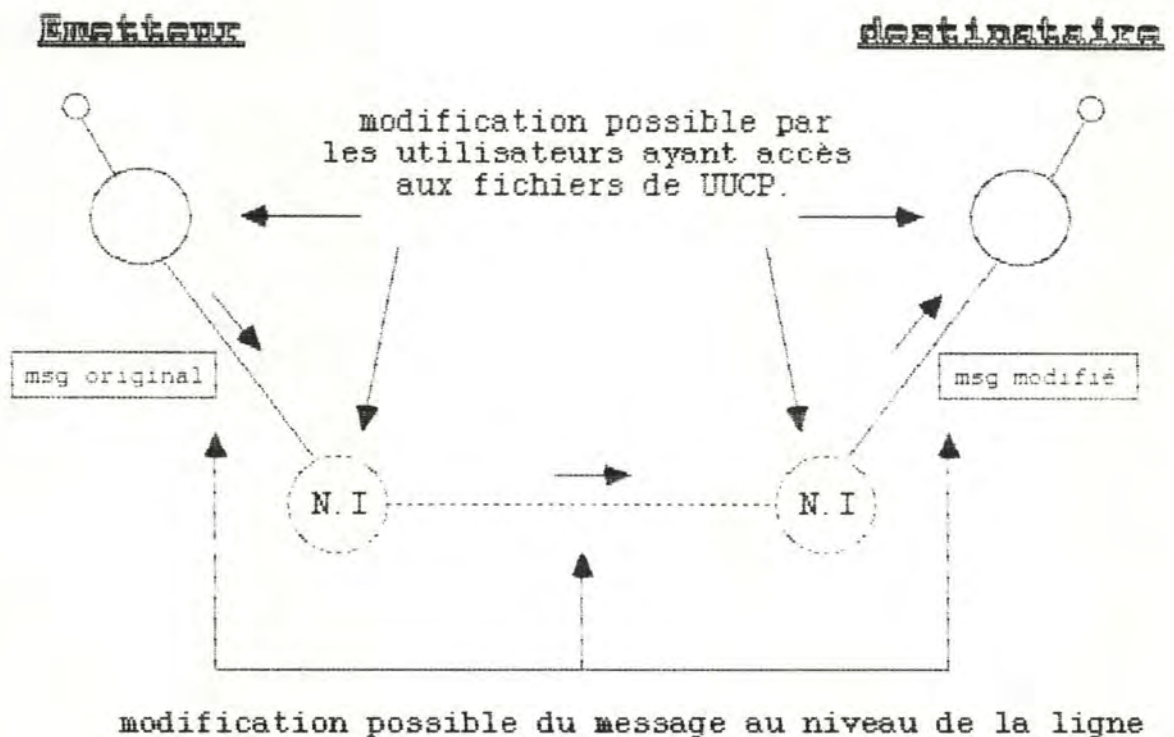 Emetteur
destinataire
modification possible par
les utilisateurs ayant accès
aux fichiers de UUCP.
msg original
msg modifié
N.I
N.I
modification possible du message au niveau de la ligne